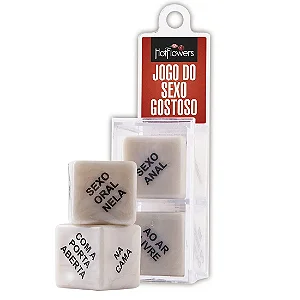 HotFlowers
JOGO DO
SEXO
GOSTOSO
SEXO
ANAL
AO AR
LIVRE
SEXO
ORAL
NELA
COM A
PORTA
ABERTA
NA
CAMA